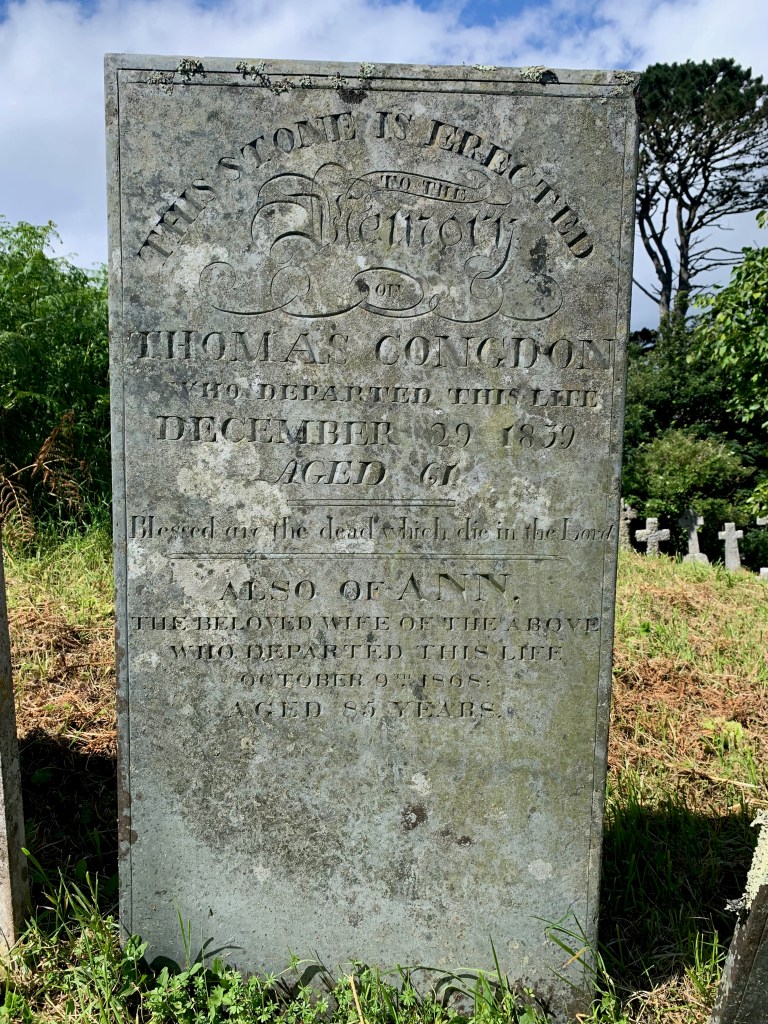 THIS STONE IS ERECTED
TO THE
Memory
OF
THOMAS CONGDON
WHO DEPARTED THIS LIFE
DECEMBER 29 1839
AGED 61
Blessed are the dead which die in the Lord
ALSO OF ANN,
THE BELOVED WIFE OF THE ABOVE
WHO DEPARTED THIS LIFE
OCTOBER 9TH 1868:
AGED 85 YEARS.